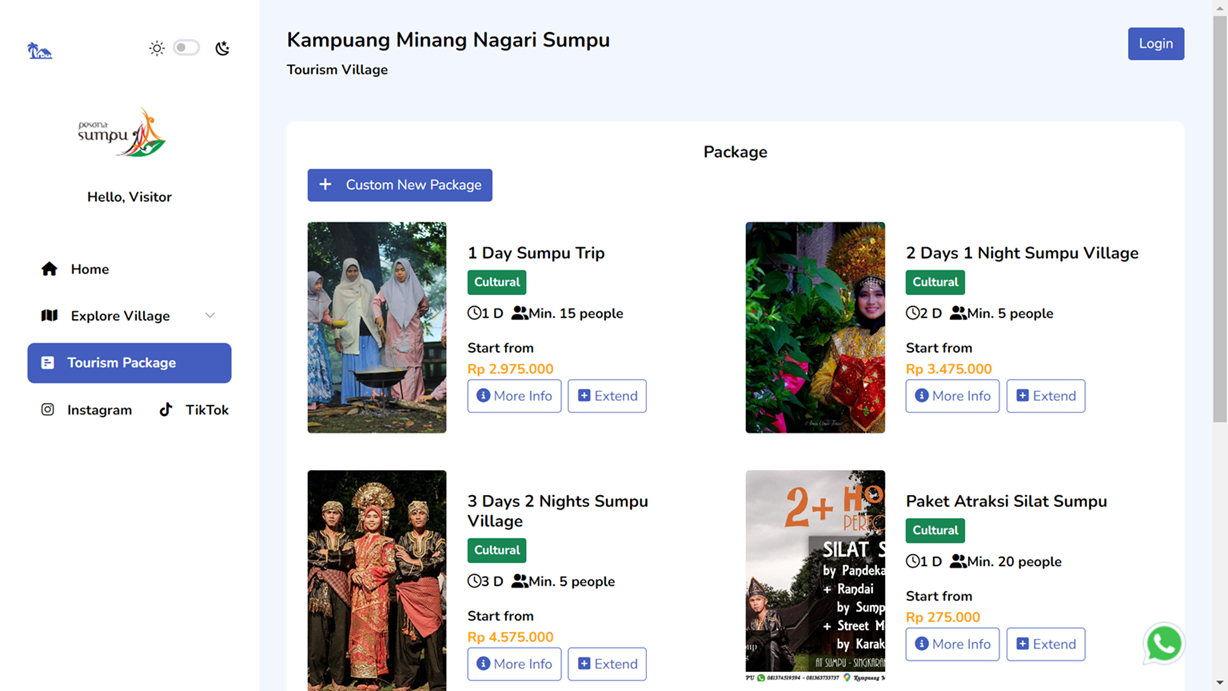 Kampuang Minang Nagari Sumpu
Tourism Village
Login
pesona
sumpu
Hello, Visitor
Home
Explore Village
Tourism Package
Instagram
TikTok
Package
+ Custom New Package
1 Day Sumpu Trip
Cultural
1 D Min. 15 people
Start from
Rp 2.975.000
More Info
Extend
2 Days 1 Night Sumpu Village
Cultural
2 D Min. 5 people
Start from
Rp 3.475.000
More Info
Extend
3 Days 2 Nights Sumpu
Village
Cultural
3 D Min. 5 people
Start from
Rp 4.575.000
More Info
Extend
2+ HO
SILAT S
by Pandeka
+ Randai
by Sump
+ Street M
by Karak
AT SUMPU - SINGKARA
Paket Atraksi Silat Sumpu
Cultural
1 D Min. 20 people
Start from
Rp 275.000
More Info
Extend